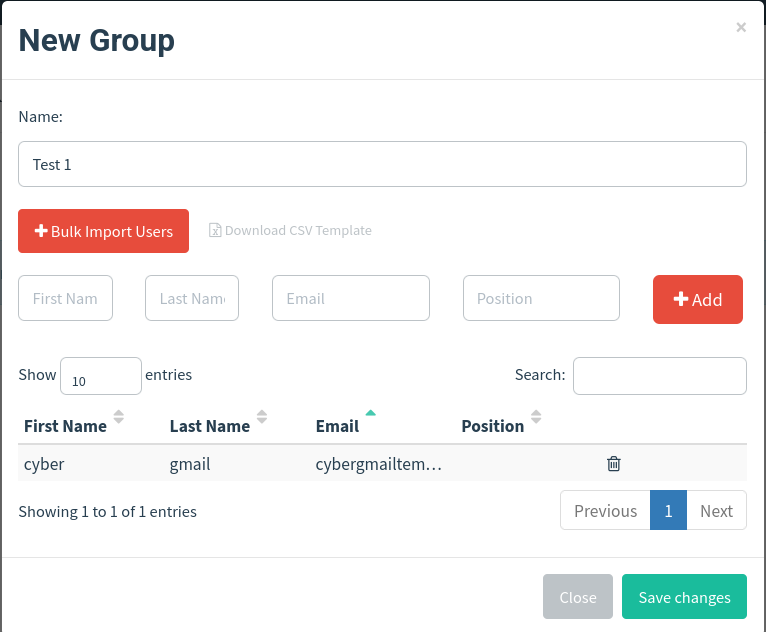 New Group
×
Name:
Test 1
Bulk Import Users Download CSV Template
First Nam Last Name Email Position Add
Show 10 entries Search:
First Name Last Name Email Position
cyber gmail cybergmailtem…
Showing 1 to 1 of 1 entries Previous 1 Next
Close Save changes